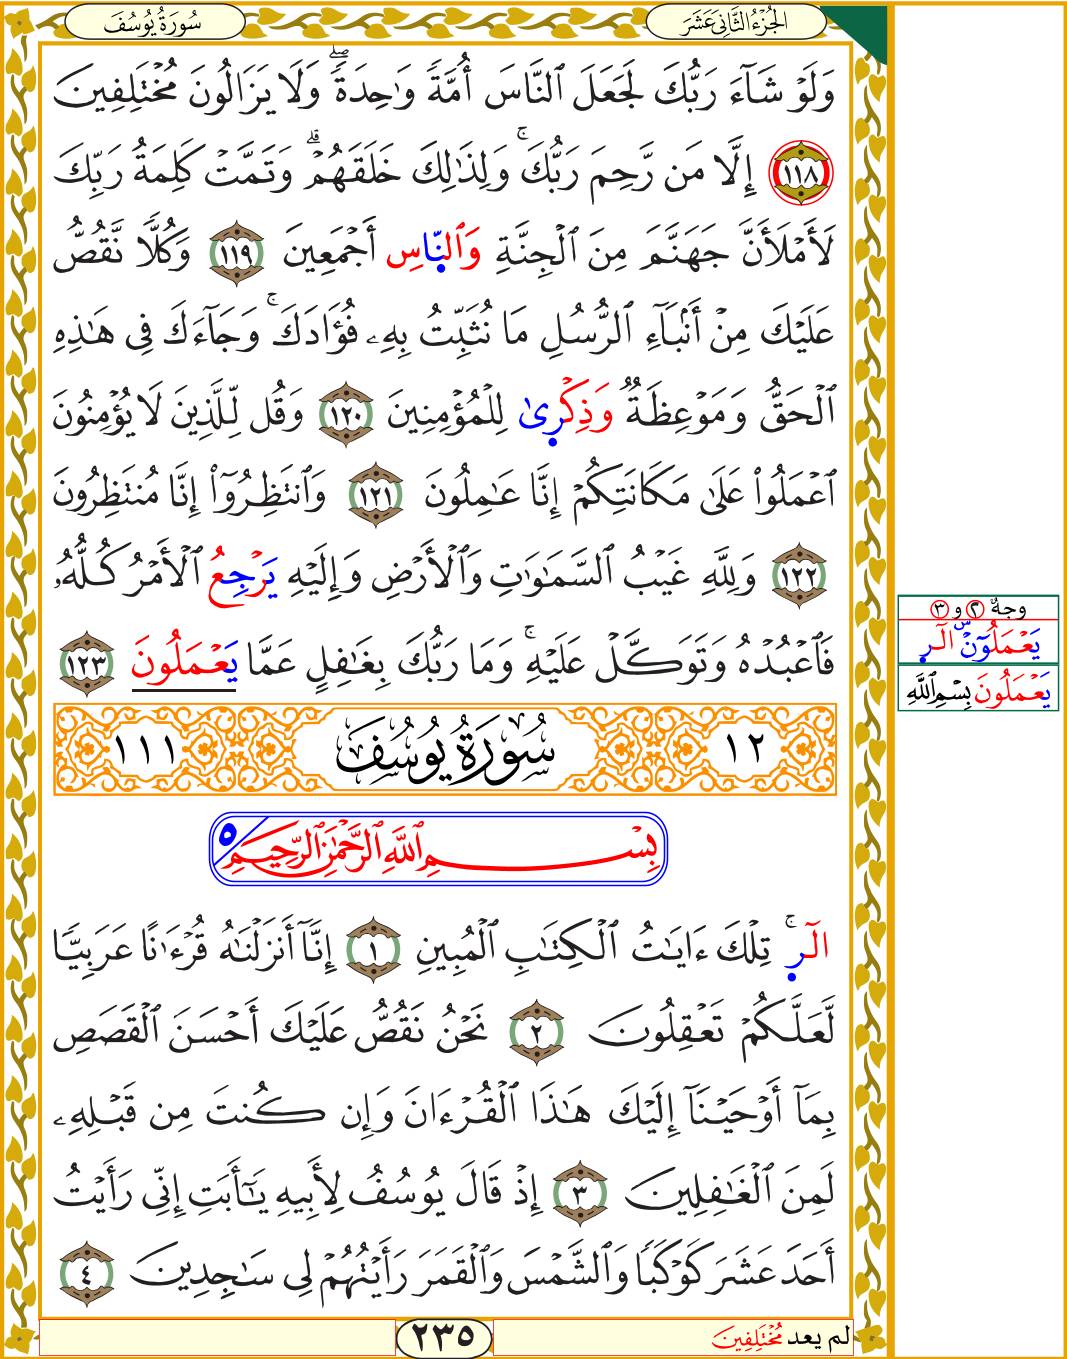 سُورَةُ يُوسُفَ
الجُزْءُ الثَّانِي عَشَرَ
وَلَوْ شَآءَ رَبُّكَ لَجَعَلَ ٱلنَّاسَ أُمَّةً وَٰحِدَةً ۖ وَلَا يَزَالُونَ مُخْتَلِفِينَ
١١٨ إِلَّا مَن رَّحِمَ رَبُّكَ ۚ وَلِذَٰلِكَ خَلَقَهُمْ ۗ وَتَمَّتْ كَلِمَةُ رَبِّكَ
لَأَمْلَأَنَّ جَهَنَّمَ مِنَ ٱلْجِنَّةِ وَٱلنَّاسِ أَجْمَعِينَ ١١٩ وَكُلًّا نَّقُصُّ
عَلَيْكَ مِنْ أَنۢبَآءِ ٱلرُّسُلِ مَا نُثَبِّتُ بِهِۦ فُؤَادَكَ ۚ وَجَآءَكَ فِى هَٰذِهِ
ٱلْحَقُّ وَمَوْعِظَةٌ وَذِكْرِىٰ لِلْمُؤْمِنِينَ ١٢٠ وَقُل لِّلَّذِينَ لَا يُؤْمِنُونَ
ٱعْمَلُوا۟ عَلَىٰ مَكَانَتِكُمْ إِنَّا عَٰمِلُونَ ١٢١ وَٱنتَظِرُوٓا۟ إِنَّا مُنتَظِرُونَ
١٢٢ وَلِلَّهِ غَيْبُ ٱلسَّمَٰوَٰتِ وَٱلْأَرْضِ وَإِلَيْهِ يَرْجِعُ ٱلْأَمْرُ كُلُّهُۥ
فَٱعْبُدْهُ وَتَوَكَّلْ عَلَيْهِ ۚ وَمَا رَبُّكَ بِغَٰفِلٍ عَمَّا يَعْمَلُونَ ١٢٣
وجهٌ ٢ و ٣
يَعْمَلُونَ ۜ الٓر
يَعْمَلُونَ بِسْمِ ٱللَّهِ
١٢ سُورَةُ يُوسُفَ ١١١
بِسْمِ ٱللَّهِ ٱلرَّحْمَٰنِ ٱلرَّحِيمِ ٥
الٓر ۚ تِلْكَ ءَايَٰتُ ٱلْكِتَٰبِ ٱلْمُبِينِ ١ إِنَّآ أَنزَلْنَٰهُ قُرْءَٰنًا عَرَبِيًّا
لَّعَلَّكُمْ تَعْقِلُونَ ٢ نَحْنُ نَقُصُّ عَلَيْكَ أَحْسَنَ ٱلْقَصَصِ
بِمَآ أَوْحَيْنَآ إِلَيْكَ هَٰذَا ٱلْقُرْءَانَ وَإِن كُنتَ مِن قَبْلِهِۦ
لَمِنَ ٱلْغَٰفِلِينَ ٣ إِذْ قَالَ يُوسُفُ لِأَبِيهِ يَٰٓأَبَتِ إِنِّى رَأَيْتُ
أَحَدَ عَشَرَ كَوْكَبًا وَٱلشَّمْسَ وَٱلْقَمَرَ رَأَيْتُهُمْ لِى سَٰجِدِينَ ٤
لم يعد مُخْتَلِفِينَ
٢٣٥